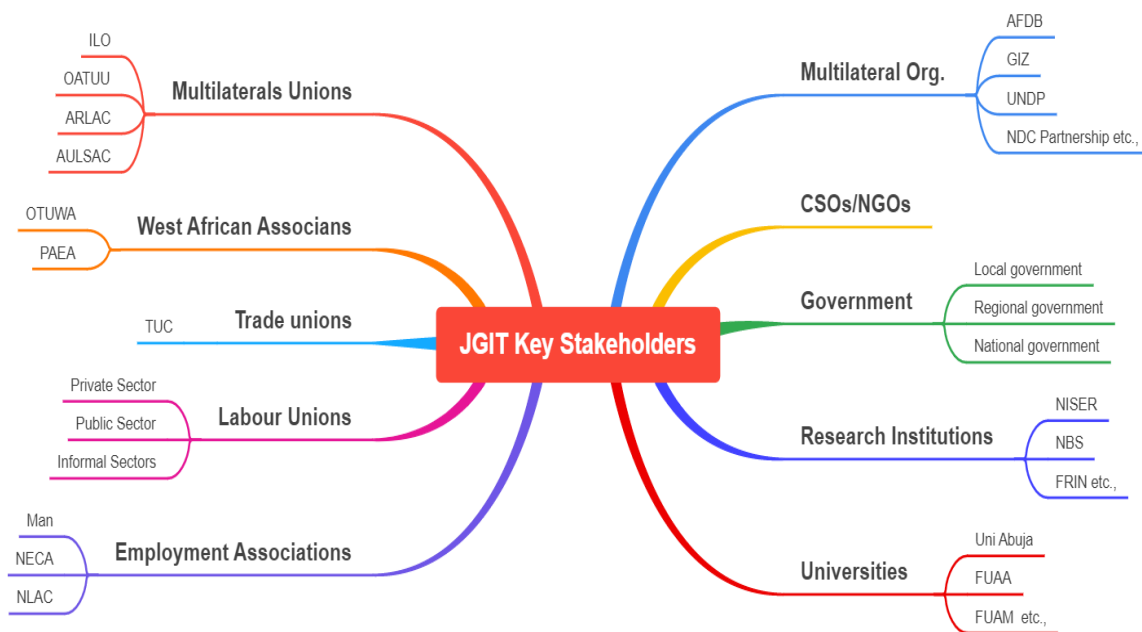 JGIT Key Stakeholders
Multilaterals Unions
ILO
OATUU
ARLAC
AULSAC
West African Associans
OTUWA
PAEA
Trade unions
TUC
Labour Unions
Private Sector
Public Sector
Informal Sectors
Employment Associations
Man
NECA
NLAC
Multilateral Org.
AFDB
GIZ
UNDP
NDC Partnership etc.,
CSOs/NGOs
Government
Local government
Regional government
National government
Research Institutions
NISER
NBS
FRIN etc.,
Universities
Uni Abuja
FUAA
FUAM etc.,